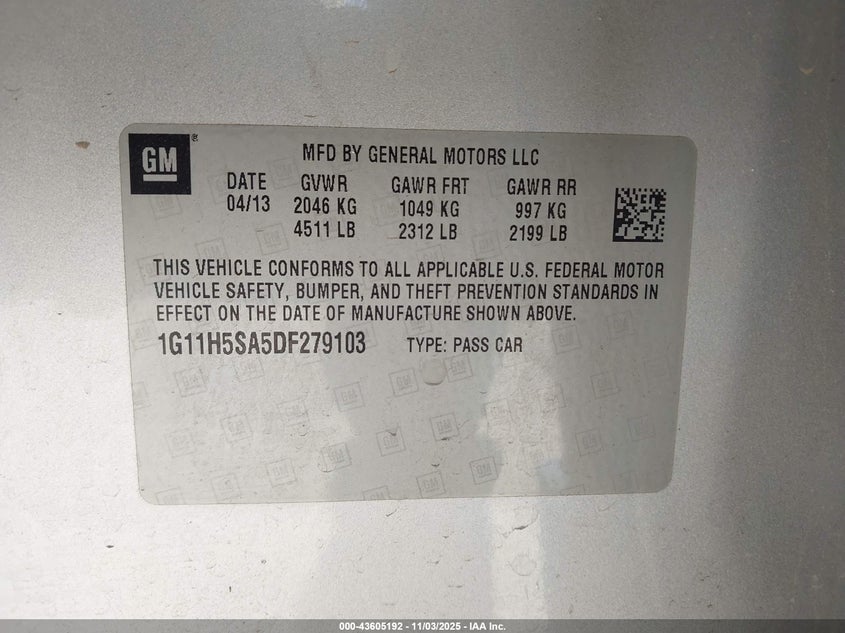 GM
MFD BY GENERAL MOTORS LLC
DATE GVWR GAWR FRT GAWR RR
04/13 2046 KG 1049 KG 997 KG
4511 LB 2312 LB 2199 LB
THIS VEHICLE CONFORMS TO ALL APPLICABLE U.S. FEDERAL MOTOR
VEHICLE SAFETY, BUMPER, AND THEFT PREVENTION STANDARDS IN
EFFECT ON THE DATE OF MANUFACTURE SHOWN ABOVE.
1G11H5SA5DF279103 TYPE: PASS CAR
000-43605192 - 11/03/2025 - IAA Inc.